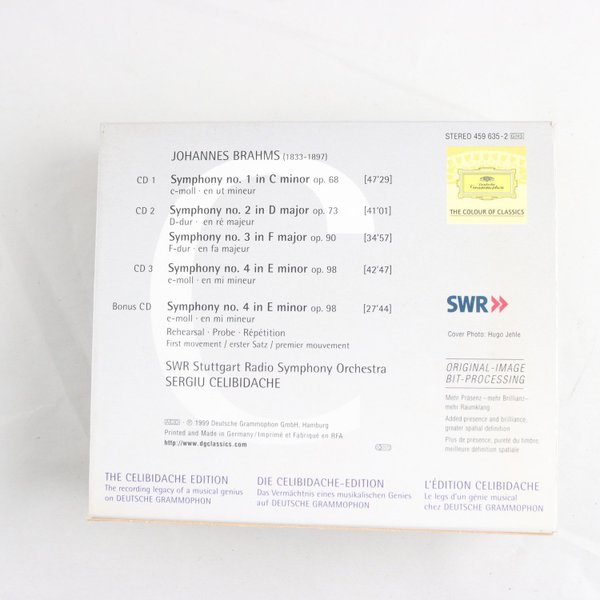 STEREO 459 635-2 GH3
JOHANNES BRAHMS (1833-1897)
CD 1 Symphony no. 1 in C minor op. 68 [47'29]
c-moll · en ut mineur
CD 2 Symphony no. 2 in D major op. 73 [41'01]
D-dur · en ré majeur
Symphony no. 3 in F major op. 90 [34'57]
F-dur · en fa majeur
CD 3 Symphony no. 4 in E minor op. 98 [42'47]
e-moll · en mi mineur
Bonus CD Symphony no. 4 in E minor op. 98 [27'44]
e-moll · en mi mineur
Rehearsal · Probe · Répétition
First movement / erster Satz / premier mouvement
SWR Stuttgart Radio Symphony Orchestra
SERGIU CELIBIDACHE
℗ 1999 Deutsche Grammophon GmbH, Hamburg
Printed and Made in Germany/Imprimé et Fabriqué en RFA
http://www.dgclassics.com
Deutsche
Grammophon
THE COLOUR OF CLASSICS
SWR
Cover Photo: Hugo Jehle
ORIGINAL-IMAGE
BIT-PROCESSING
Mehr Präsenz – mehr Brillianz –
mehr Raumklang
Added presence and brilliance,
greater spatial definition
Plus de présence, pureté du timbre,
meilleure définition spatiale
THE CELIBIDACHE EDITION
The recording legacy of a musical genius
on DEUTSCHE GRAMMOPHON
DIE CELIBIDACHE-EDITION
Das Vermächtnis eines musikalischen Genies
auf DEUTSCHE GRAMMOPHON
L'ÉDITION CELIBIDACHE
Le legs d'un génie musical
chez DEUTSCHE GRAMMOPHON